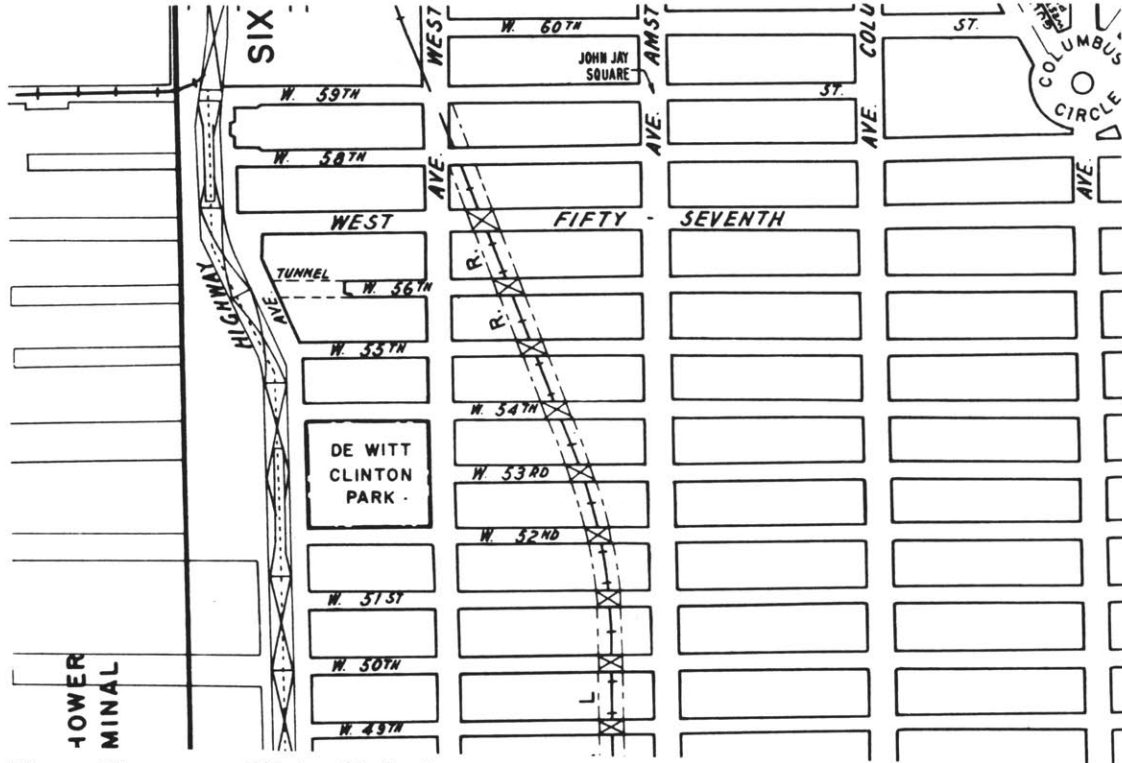 SIX
WEST
W. 60TH
AMST
COLU
ST.
COLUMBUS
CIRCLE
JOHN JAY
SQUARE
W. 59TH
ST.
AVE.
AVE.
W. 58TH
AVE.
AVE.
WEST
FIFTY - SEVENTH
HIGHWAY
TUNNEL
R.
W. 56TH
AVE.
R.
W. 55TH
W. 54TH
DE WITT
CLINTON
PARK
W. 53RD
W. 52ND
W. 51ST
W. 50TH
HOWER
MINAL
L
W. 49TH